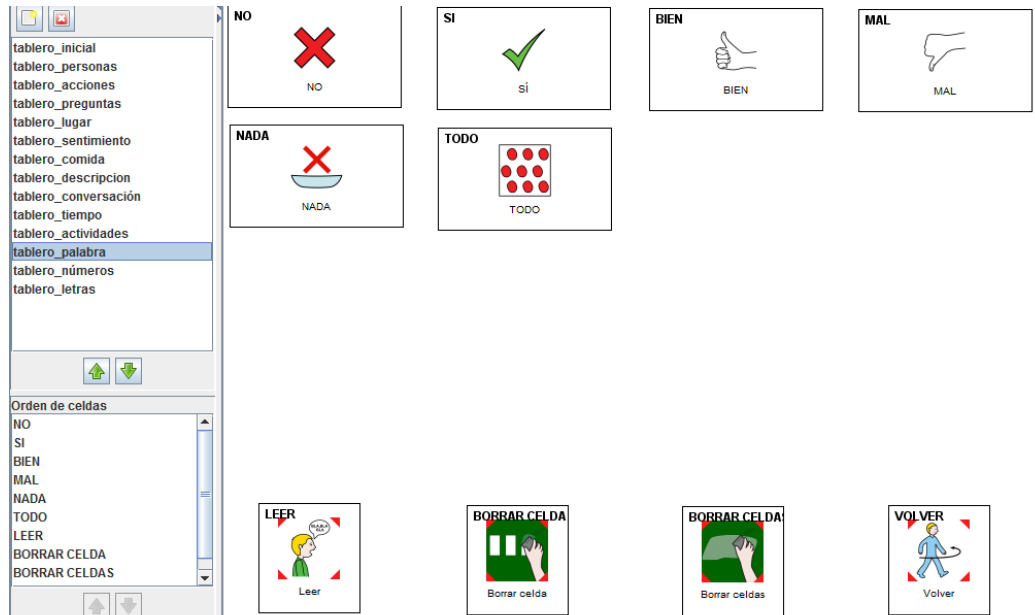 tablero_inicial
tablero_personas
tablero_acciones
tablero_preguntas
tablero_lugar
tablero_sentimiento
tablero_comida
tablero_descripcion
tablero_conversación
tablero_tiempo
tablero_actividades
tablero_palabra
tablero_números
tablero_letras
Orden de celdas
NO
SI
BIEN
MAL
NADA
TODO
LEER
BORRAR CELDA
BORRAR CELDAS
NO
NO
SI
SÍ
BIEN
BIEN
MAL
MAL
NADA
NADA
TODO
TODO
LEER
BLABLA
BLA
Leer
BORRAR CELDA
Borrar celda
BORRAR CELDAS
Borrar celdas
VOLVER
Volver